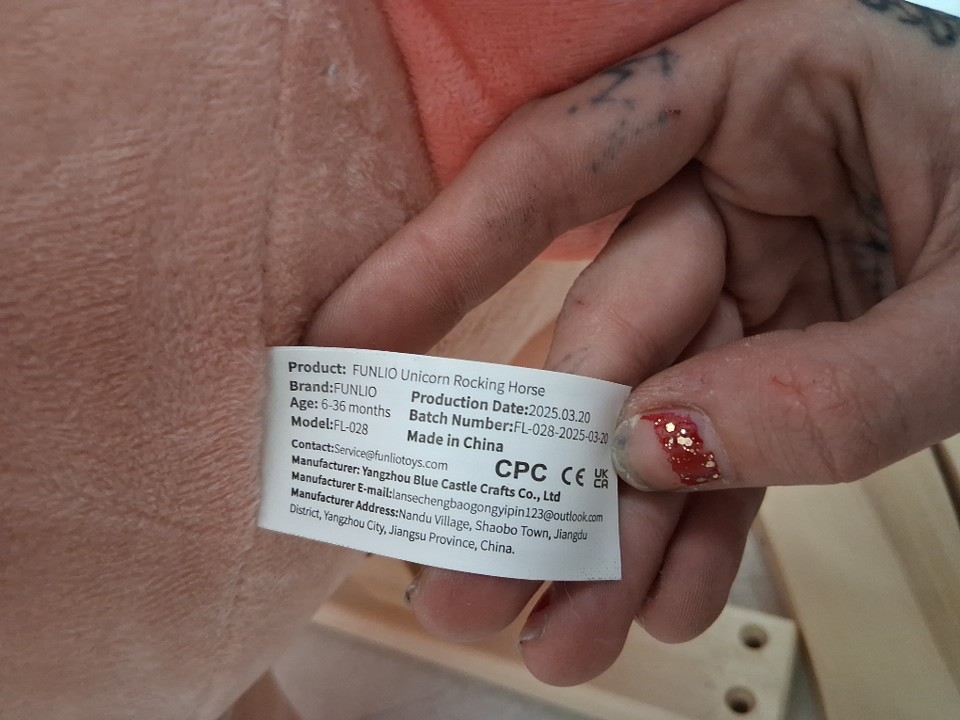 Product: FUNLIO Unicorn Rocking Horse
Brand:FUNLIO
Age: 6-36 months
Model:FL-028
Production Date:2025.03.20
Batch Number:FL-028-2025-03-20
Made in China
Contact:Service@funliotoys.com
CPC CE UK CA
Manufacturer: Yangzhou Blue Castle Crafts Co., Ltd
Manufacturer E-mail:lansechengbaogongyipin123@outlook.com
Manufacturer Address:Nandu Village, Shaobo Town, Jiangdu
District, Yangzhou City, Jiangsu Province, China.